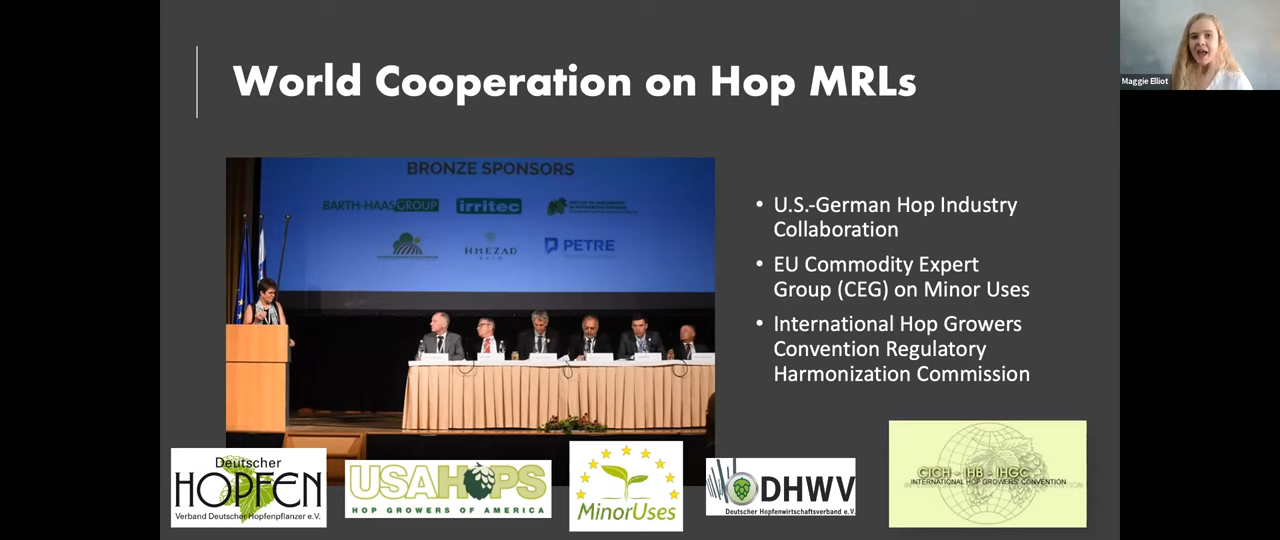 World Cooperation on Hop MRLs
Maggie Elliot
BRONZE SPONSORS
BARTH-HAASGROUP
irritec
HMEZAD
PETRE
• U.S.-German Hop Industry
Collaboration
• EU Commodity Expert
Group (CEG) on Minor Uses
• International Hop Growers
Convention Regulatory
Harmonization Commission
Deutscher
HOPFEN
Verband Deutscher Hopfenpflanzer e.V.
USAHOPS
HOP GROWERS OF AMERICA
MinorUses
DHWV
Deutscher Hopfenwirtschaftsverband e.V.
CICH - IHB - IHGC
INTERNATIONAL HOP GROWERS' CONVENTION